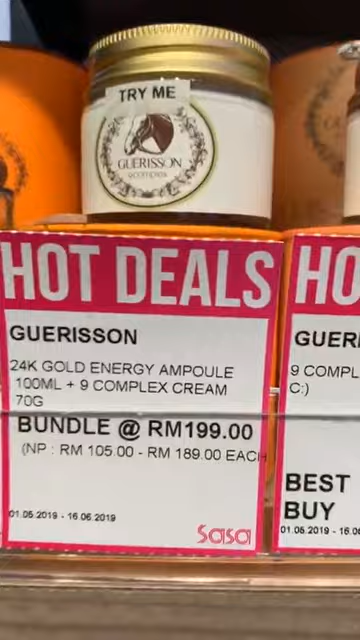 TRY ME
GUERISSON
9complex
HOT DEALS
GUERISSON
24K GOLD ENERGY AMPOULE
100ML + 9 COMPLEX CREAM
70G
BUNDLE @ RM199.00
(NP : RM 105.00 - RM 189.00 EACH
01.05.2019 - 16.06.2019
Sasa
HO
GUERI
9 COMPL
C:)
BEST
BUY
01.05.2019 - 16.06